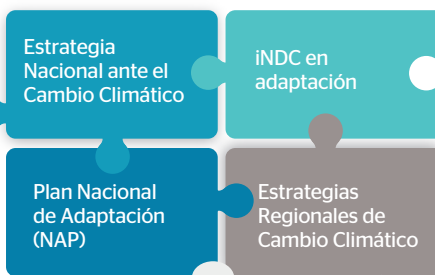 Estrategia
Nacional ante el
Cambio Climático
iNDC en
adaptación
Plan Nacional
de Adaptación
(NAP)
Estrategias
Regionales de
Cambio Climático